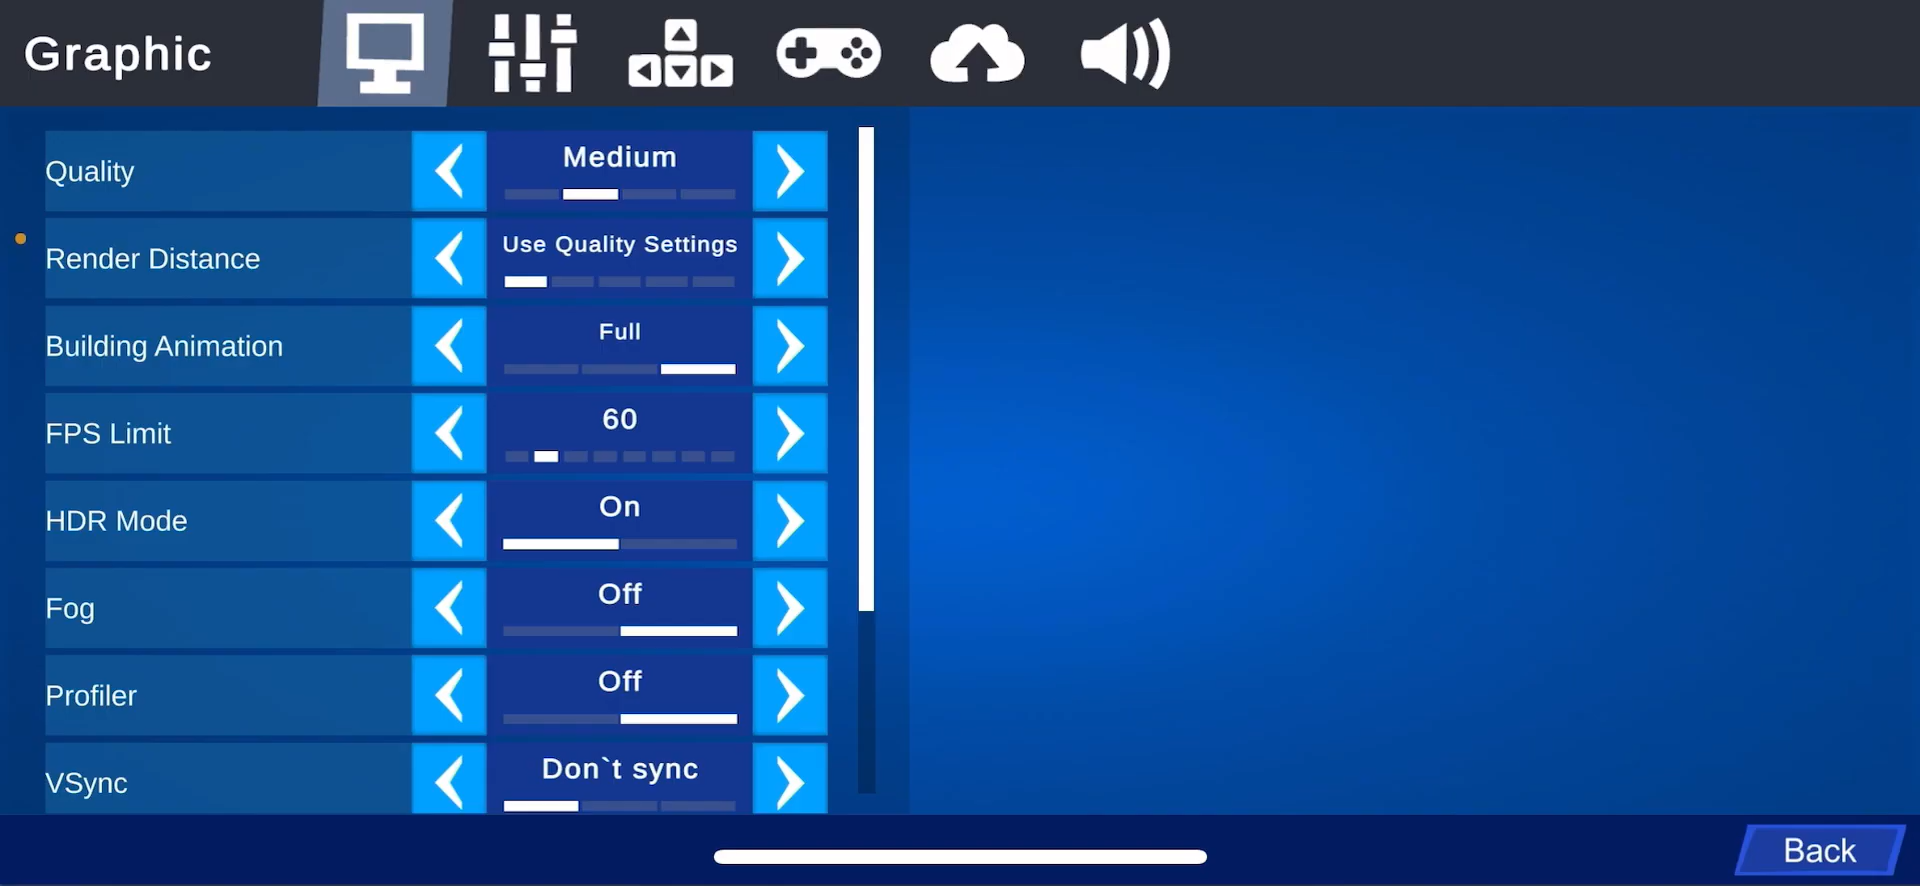 Graphic
Quality
Medium
Render Distance
Use Quality Settings
Building Animation
Full
FPS Limit
60
HDR Mode
On
Fog
Off
Profiler
Off
VSync
Don`t sync
Back